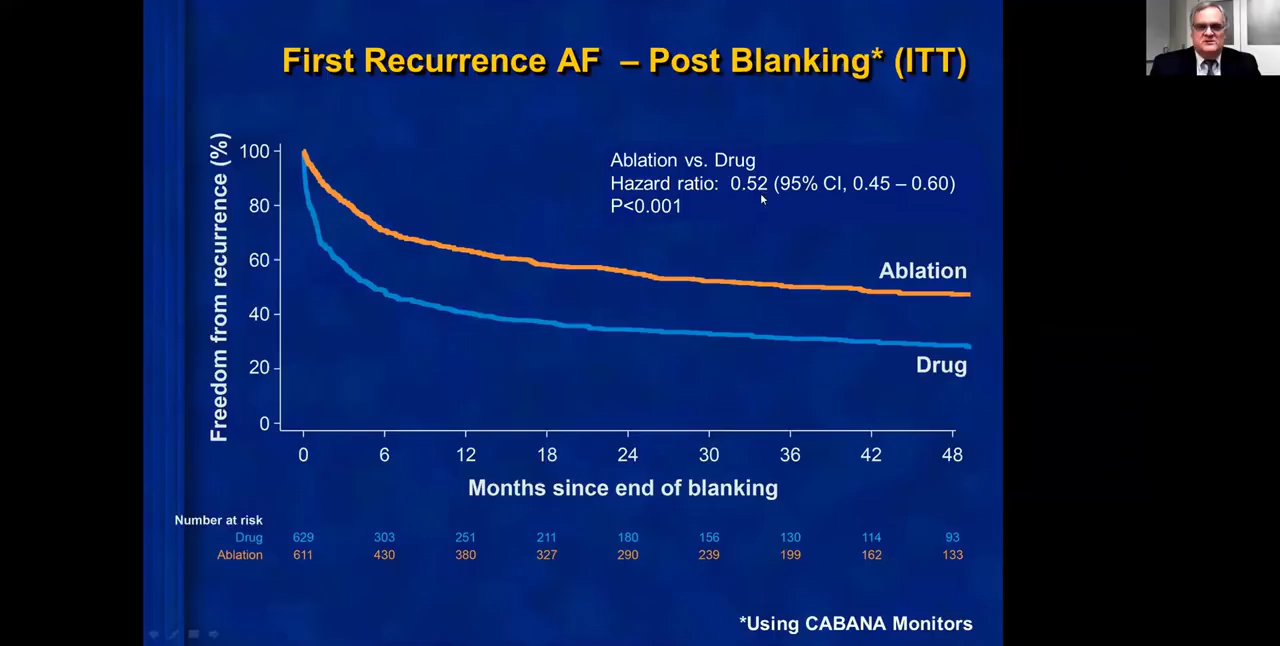 First Recurrence AF – Post Blanking* (ITT)
Freedom from recurrence (%)
100
80
60
40
20
0
Ablation vs. Drug
Hazard ratio: 0.52 (95% CI, 0.45 – 0.60)
P<0.001
Ablation
Drug
0 6 12 18 24 30 36 42 48
Months since end of blanking
Number at risk
Drug 629 303 251 211 180 156 130 114 93
Ablation 611 430 380 327 290 239 199 162 133
*Using CABANA Monitors